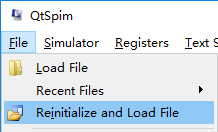 QtSpim
File Simulator Registers Text S
Load File
Recent Files
Reinitialize and Load File